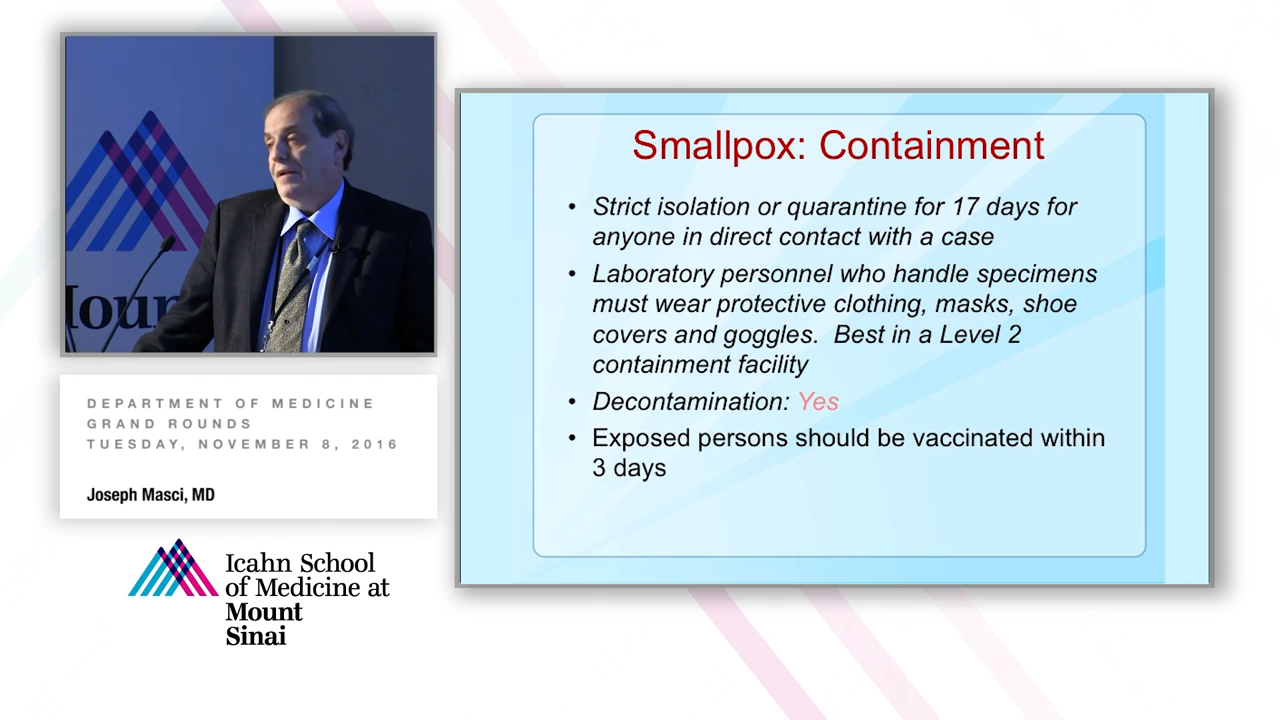 Moun
DEPARTMENT OF MEDICINE
GRAND ROUNDS
TUESDAY, NOVEMBER 8, 2016
Joseph Masci, MD
Icahn School
of Medicine at
Mount
Sinai
Smallpox: Containment
• Strict isolation or quarantine for 17 days for
anyone in direct contact with a case
• Laboratory personnel who handle specimens
must wear protective clothing, masks, shoe
covers and goggles. Best in a Level 2
containment facility
• Decontamination: Yes
• Exposed persons should be vaccinated within
3 days